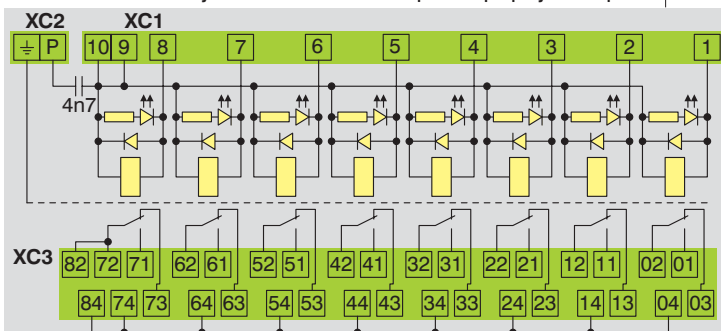 XC2 XC1
P 10 9 8 7 6 5 4 3 2 1
4n7
XC3
82 72 71 62 61 52 51 42 41 32 31 22 21 12 11 02 01
84 74 73 64 63 54 53 44 43 34 33 24 23 14 13 04 03